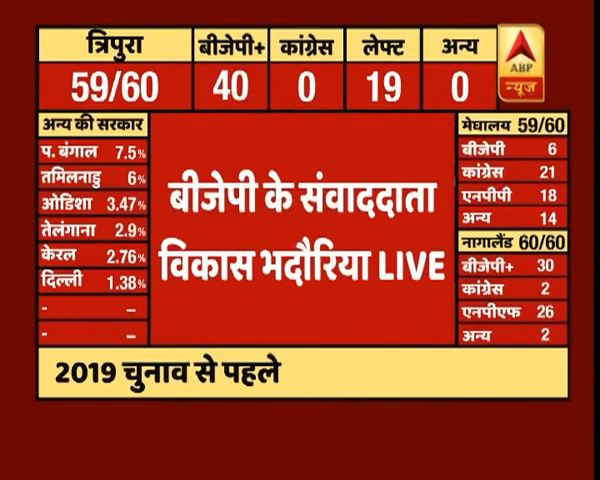 त्रिपुरा बीजेपी+ कांग्रेस लेफ्ट अन्य
59/60 40 0 19 0
ABP
न्यूज़
अन्य की सरकार
प. बंगाल 7.5%
तमिलनाडु 6%
ओडिशा 3.47%
तेलंगाना 2.9%
केरल 2.76%
दिल्ली 1.38%
- –
- –
बीजेपी के संवाददाता
विकास भदौरिया LIVE
मेघालय 59/60
बीजेपी 6
कांग्रेस 21
एनपीपी 18
अन्य 14
नागालैंड 60/60
बीजेपी+ 30
कांग्रेस 2
एनपीएफ 26
अन्य 2
2019 चुनाव से पहले